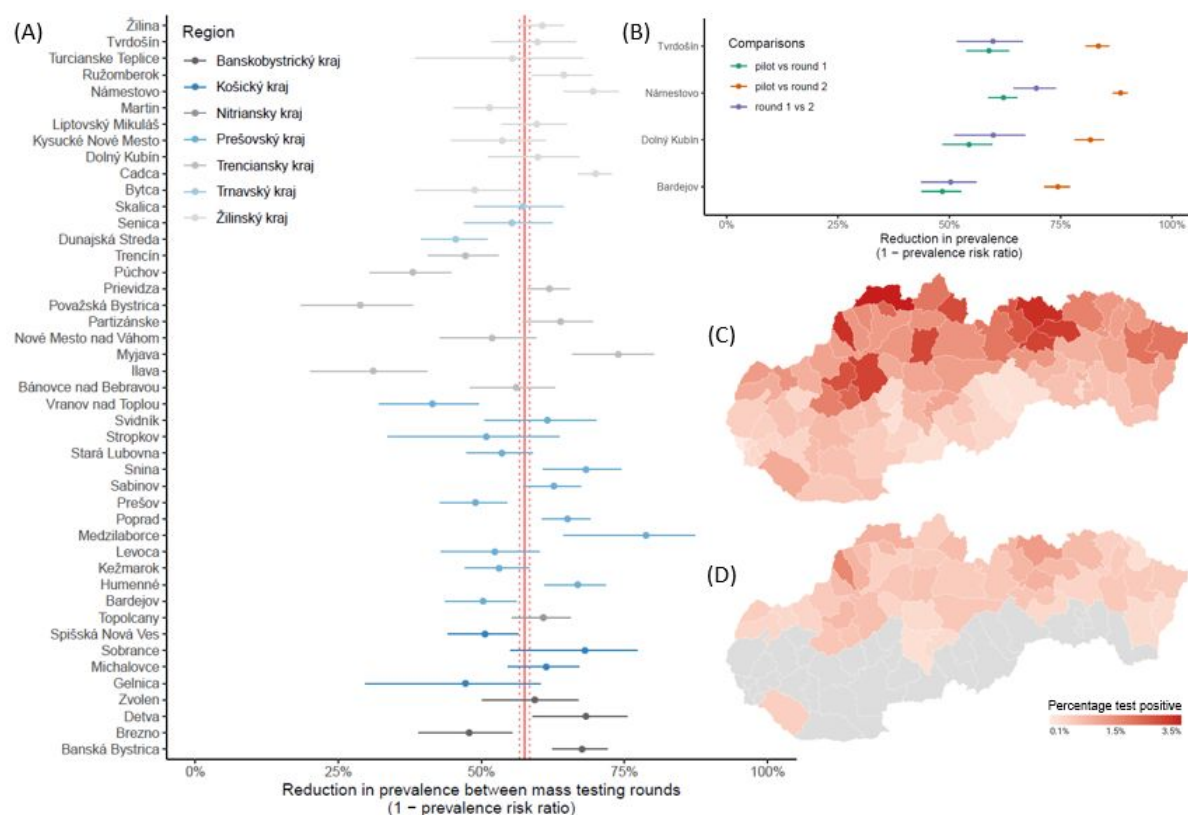 (A)
Žilina
Tvrdošín
Turcianske Teplice
Ružomberok
Námestovo
Martin
Liptovský Mikuláš
Kysucké Nové Mesto
Dolný Kubín
Cadca
Bytca
Skalica
Senica
Dunajská Streda
Trencín
Púchov
Prievidza
Považská Bystrica
Partizánske
Nové Mesto nad Váhom
Myjava
Ilava
Bánovce nad Bebravou
Vranov nad Toplou
Svidník
Stropkov
Stará Lubovna
Snina
Sabinov
Prešov
Poprad
Medzilaborce
Levoca
Kežmarok
Humenné
Bardejov
Topolcany
Spišská Nová Ves
Sobrance
Michalovce
Gelnica
Zvolen
Detva
Brezno
Banská Bystrica
Region
Banskobystrický kraj
Košický kraj
Nitriansky kraj
Prešovský kraj
Trenciansky kraj
Trnavský kraj
Žilinský kraj
0%
50%
75%
100%
Reduction in prevalence between mass testing rounds
(1 − prevalence risk ratio)
(B)
Tvrdošín
Námestovo
Dolný Kubín
Bardejov
Comparisons
pilot vs round 1
pilot vs round 2
round 1 vs 2
0%
25%
50%
75%
100%
Reduction in prevalence
(1 − prevalence risk ratio)
(C)
(D)
Percentage test positive
0.1%
1.5%
3.5%